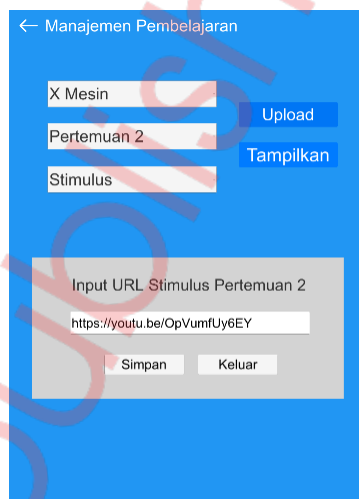 ← Manajemen Pembelajaran
X Mesin
Upload
Pertemuan 2
Tampilkan
Stimulus
Input URL Stimulus Pertemuan 2
https://youtu.be/OpVumfUy6EY
Simpan Keluar